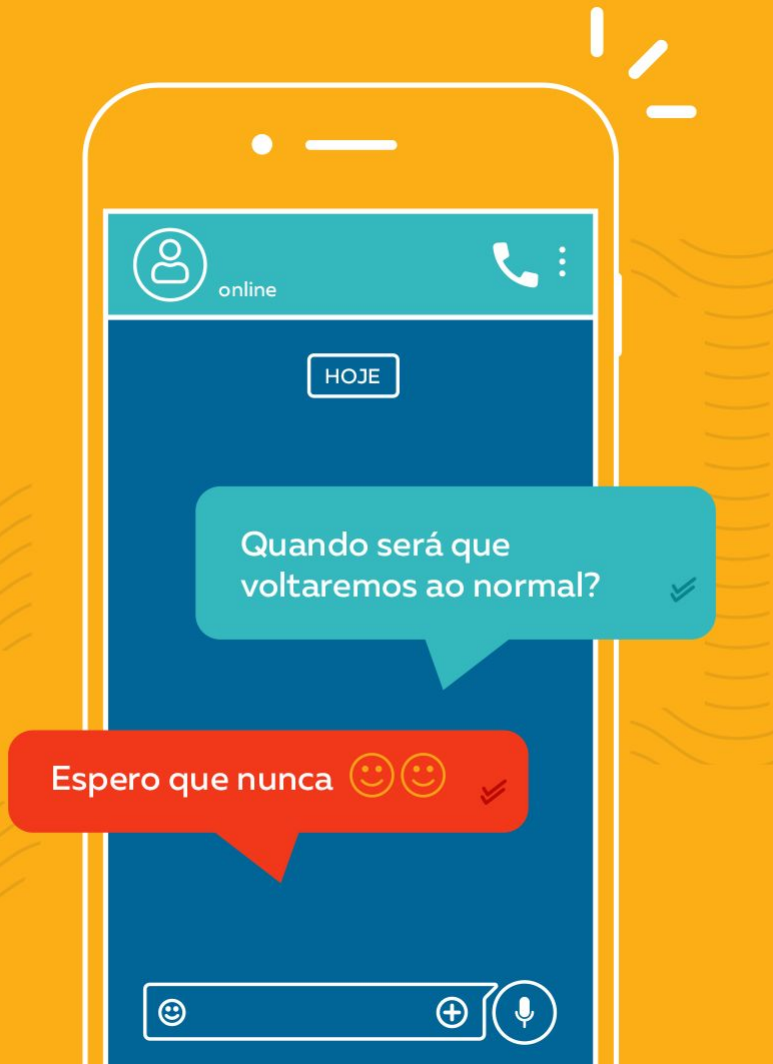 online
HOJE
Quando será que
voltaremos ao normal?
Espero que nunca